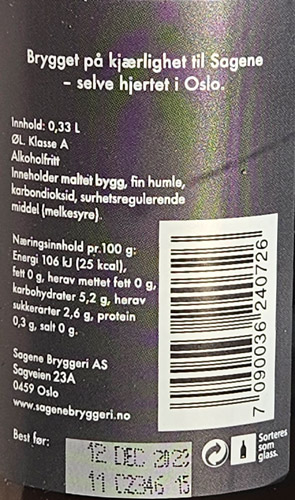 Brygget på kjærlighet til Sagene
– selve hjertet i Oslo.
Innhold: 0,33 L
ØL. Klasse A
Alkoholfritt
Inneholder maltet bygg, fin humle,
karbondioksid, surhetsregulerende
middel (melkesyre).
Næringsinnhold pr.100 g:
Energi 106 kJ (25 kcal),
fett 0 g, herav mettet fett 0 g,
karbohydrater 5,2 g, herav
sukkerarter 2,6 g, protein
0,3 g, salt 0 g.
Sagene Bryggeri AS
Sagveien 23A
0459 Oslo
www.sagenebryggeri.no
7 090036 240726
Best før:
12 DEC
15
Sorteres
som
glass.